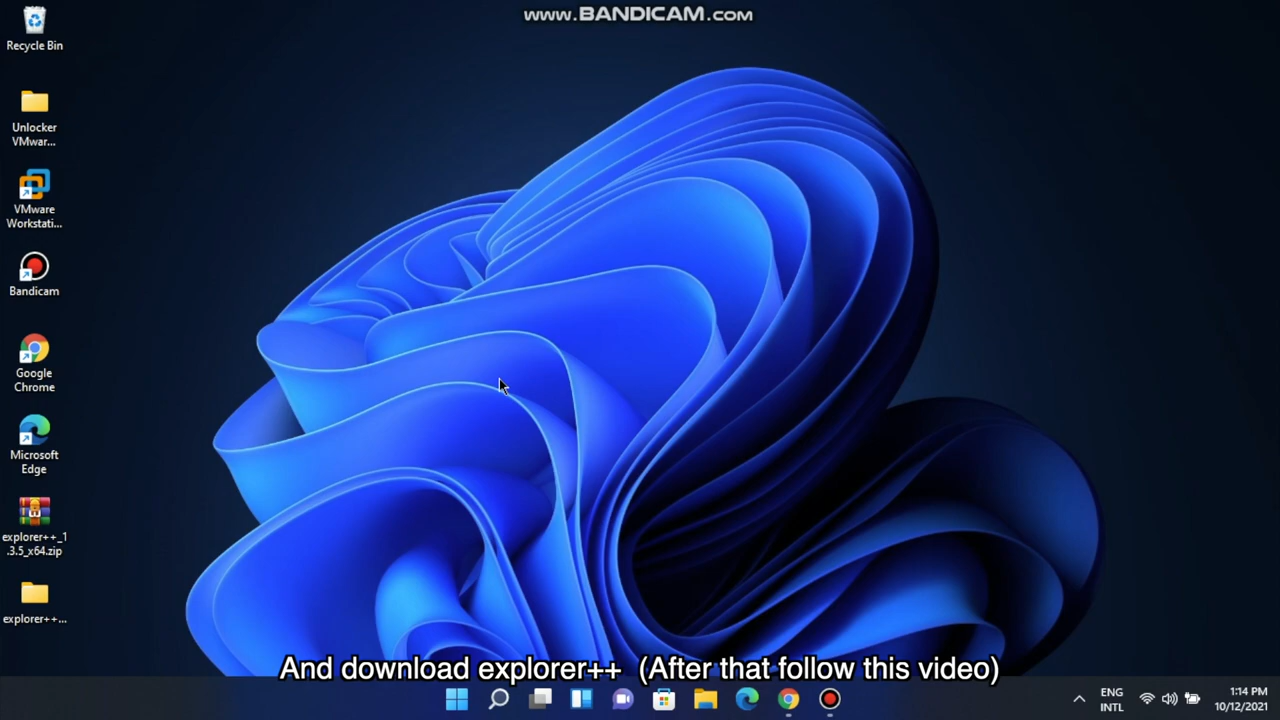 www.BANDICAM.com
Recycle Bin
Unlocker
VMwar...
VMware
Workstati...
Bandicam
Google
Chrome
Microsoft
Edge
explorer++_1
.3.5_x64.zip
explorer++...
And download explorer++ (After that follow this video)
ENG
INTL
1:14 PM
10/12/2021